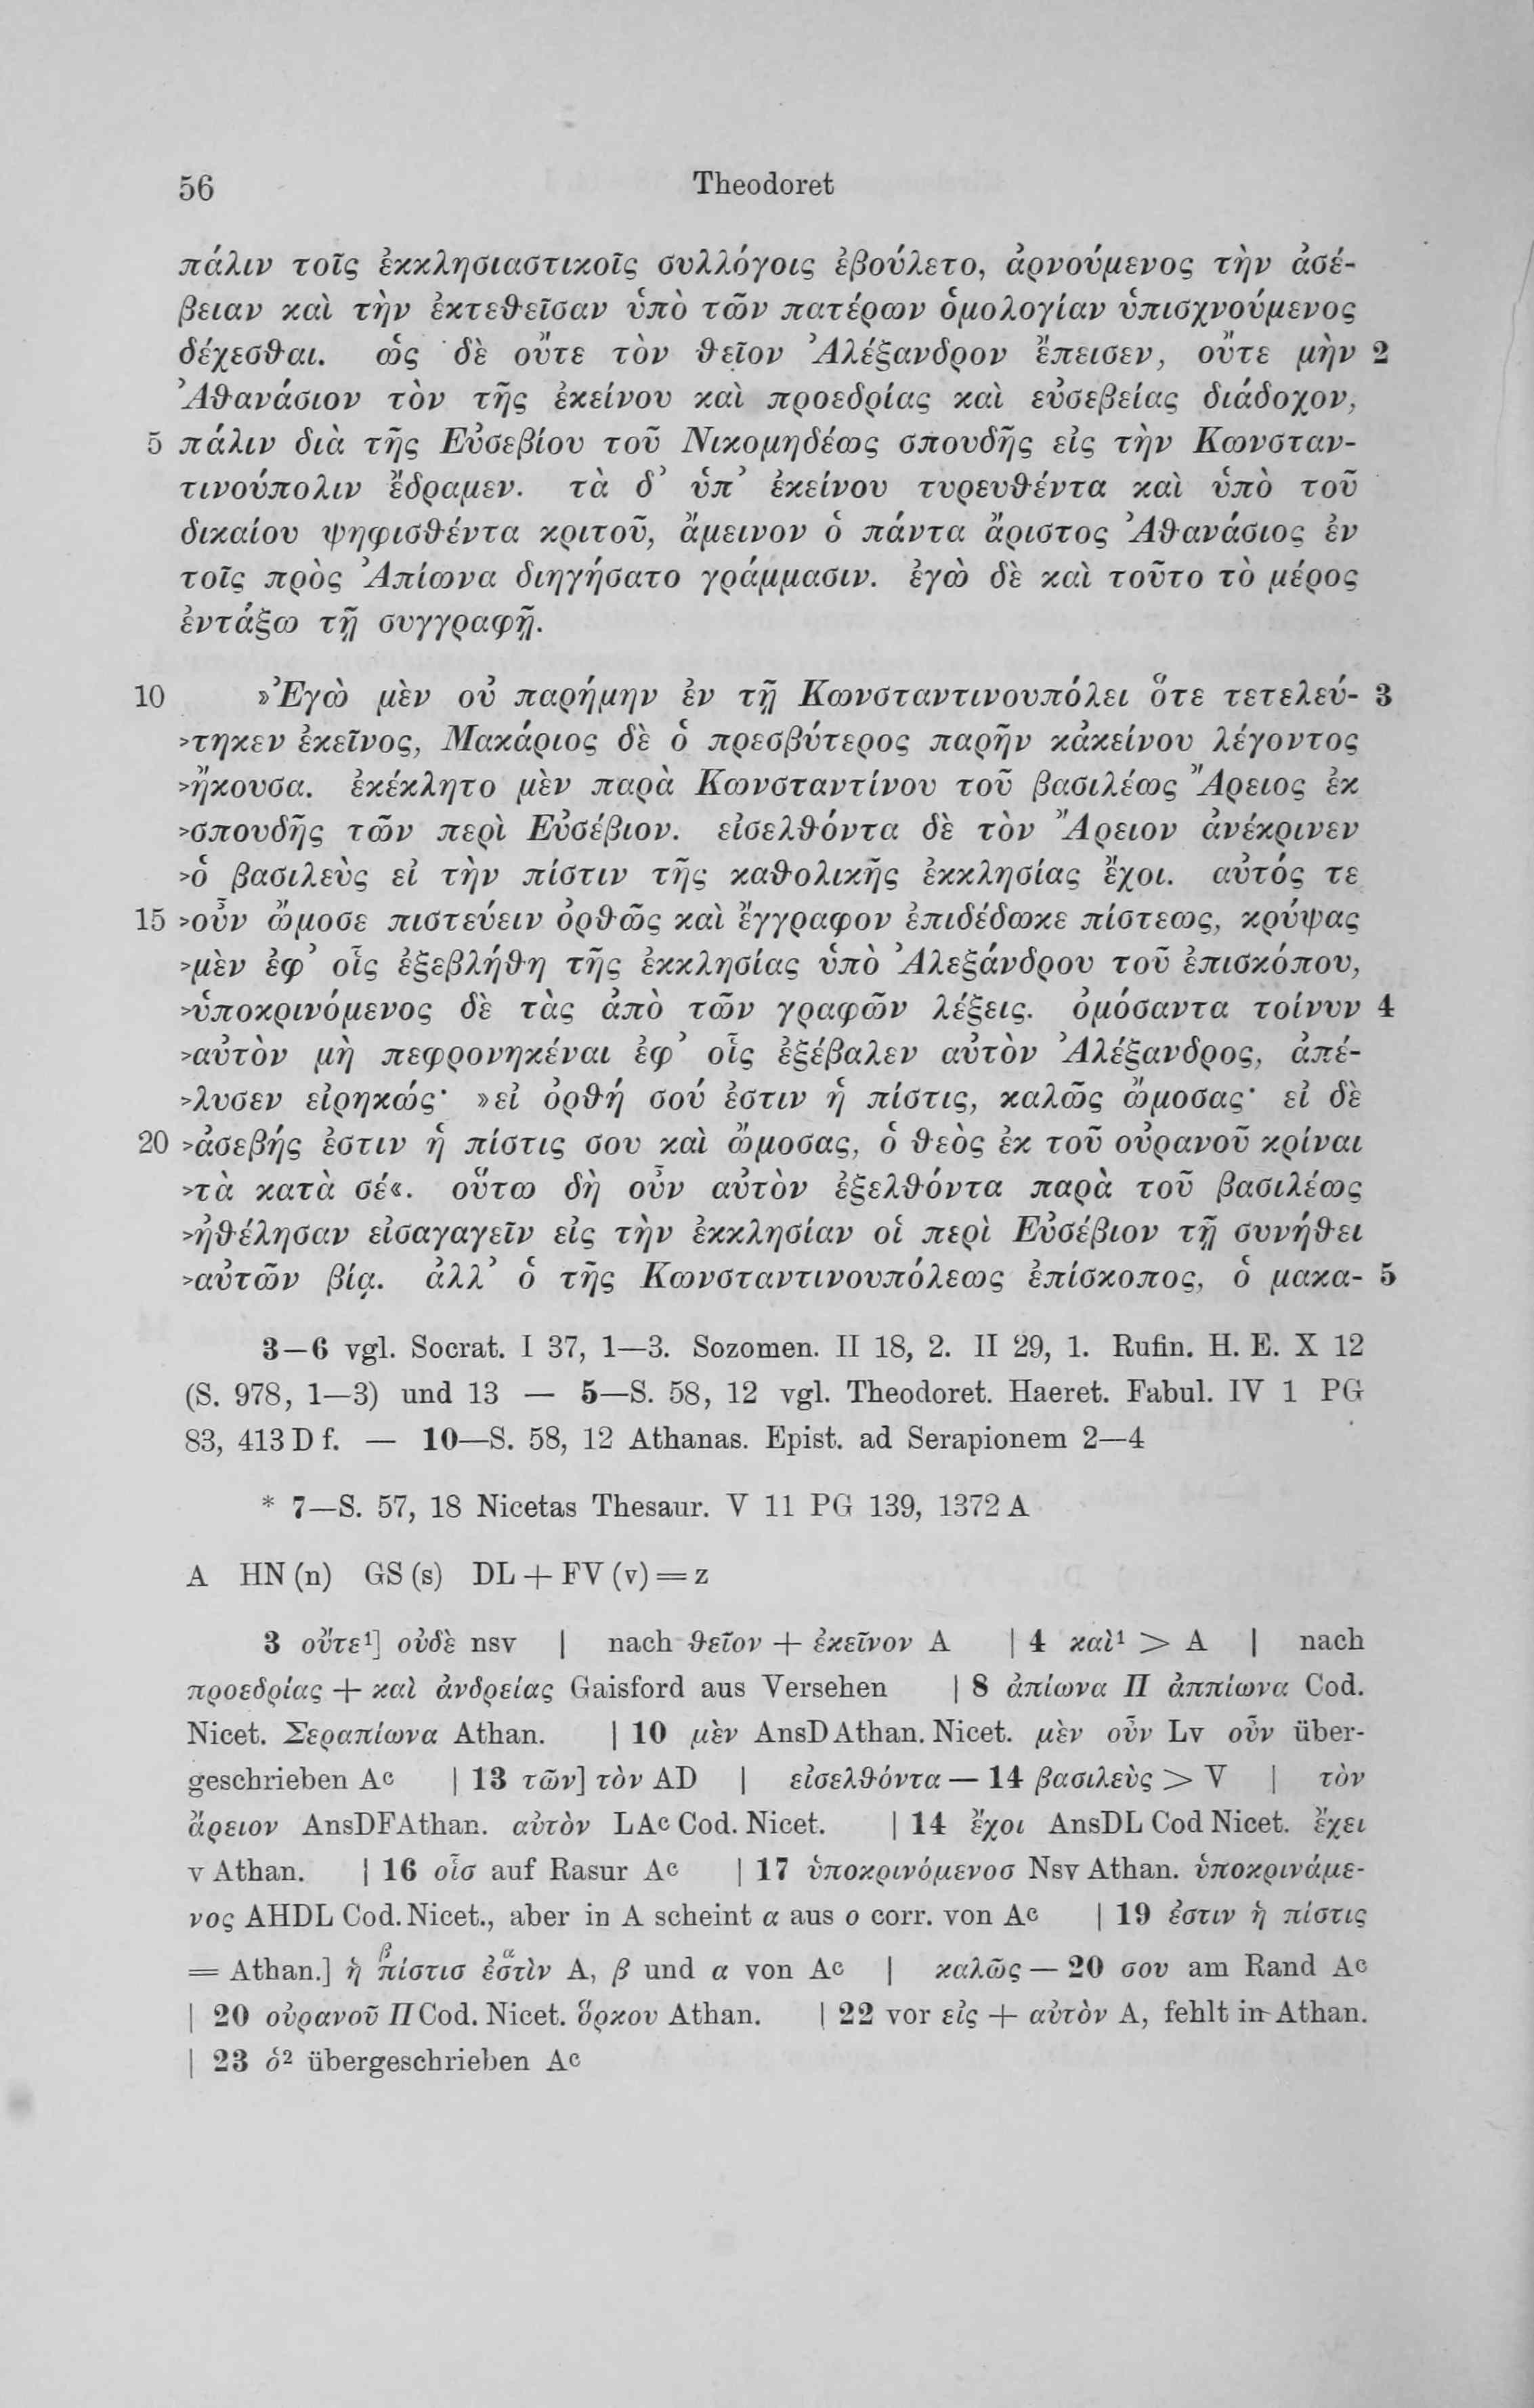 56 Theodoret
πάλιν τοῖς ἐκκλησιαστικοῖς συλλόγοις ἐβούλετο, ἀρνούμενος τὴν ἀσέ-
βειαν καὶ τὴν ἐκτεθεῖσαν ὑπὸ τῶν πατέρων ὁμολογίαν ὑπισχνούμενος
δέχεσθαι. ὡς δὲ οὔτε τὸν θεῖον Ἀλέξανδρον ἔπεισεν, οὔτε μὴν 2
Ἀθανάσιον τὸν τῆς ἐκείνου καὶ προεδρίας καὶ εὐσεβείας διάδοχον,
5 πάλιν διὰ τῆς Εὐσεβίου τοῦ Νικομηδέως σπουδῆς εἰς τὴν Κωνσταν-
τινούπολιν ἔδραμεν. τὰ δ’ ὑπ’ ἐκείνου τυρευθέντα καὶ ὑπὸ τοῦ
δικαίου ψηφισθέντα κριτοῦ, ἄμεινον ὁ πάντα ἄριστος Ἀθανάσιος ἐν
τοῖς πρὸς Ἀπίωνα διηγήσατο γράμμασιν. ἐγὼ δὲ καὶ τοῦτο τὸ μέρος
ἐντάξω τῇ συγγραφῇ.
10 »Ἐγὼ μὲν οὐ παρήμην ἐν τῇ Κωνσταντινουπόλει ὅτε τετελεύ- 3
>τηκεν ἐκεῖνος, Μακάριος δὲ ὁ πρεσβύτερος παρῆν κἀκείνου λέγοντος
>ἤκουσα. ἐκέκλητο μὲν παρὰ Κωνσταντίνου τοῦ βασιλέως Ἄρειος ἐκ
>σπουδῆς τῶν περὶ Εὐσέβιον. εἰσελθόντα δὲ τὸν Ἄρειον ἀνέκρινεν
>ὁ βασιλεὺς εἰ τὴν πίστιν τῆς καθολικῆς ἐκκλησίας ἔχοι. αὐτός τε
15 >οὖν ὤμοσε πιστεύειν ὀρθῶς καὶ ἔγγραφον ἐπιδέδωκε πίστεως, κρύψας
>μὲν ἐφ’ οἷς ἐξεβλήθη τῆς ἐκκλησίας ὑπὸ Ἀλεξάνδρου τοῦ ἐπισκόπου,
>ὑποκρινόμενος δὲ τὰς ἀπὸ τῶν γραφῶν λέξεις. ὀμόσαντα τοίνυν 4
>αὐτὸν μὴ πεφρονηκέναι ἐφ’ οἷς ἐξέβαλεν αὐτὸν Ἀλέξανδρος, ἀπέ-
>λυσεν εἰρηκώς· »εἰ ὀρθή σού ἐστιν ἡ πίστις, καλῶς ὤμοσας· εἰ δὲ
20 >ἀσεβής ἐστιν ἡ πίστις σου καὶ ὤμοσας, ὁ θεὸς ἐκ τοῦ οὐρανοῦ κρίναι
>τὰ κατὰ σέ«. οὕτω δὴ οὖν αὐτὸν ἐξελθόντα παρὰ τοῦ βασιλέως
>ἠθέλησαν εἰσαγαγεῖν εἰς τὴν ἐκκλησίαν οἱ περὶ Εὐσέβιον τῇ συνήθει
>αὐτῶν βίᾳ. ἀλλ’ ὁ τῆς Κωνσταντινουπόλεως ἐπίσκοπος, ὁ μακα- 5
3—6 vgl. Socrat. I 37, 1—3. Sozomen. II 18, 2. II 29, 1. Rufin. H. E. X 12
(S. 978, 1—3) und 13 — 5—S. 58, 12 vgl. Theodoret. Haeret. Fabul. IV 1 PG
83, 413 D f. — 10—S. 58, 12 Athanas. Epist. ad Serapionem 2—4
* 7—S. 57, 18 Nicetas Thesaur. V 11 PG 139, 1372 A
A HN (n) GS (s) DL + FV (v) = z
3 οὔτε¹] οὐδὲ nsv | nach θεῖον + ἐκεῖνον A | 4 καὶ¹ > A | nach
προεδρίας + καὶ ἀνδρείας Gaisford aus Versehen | 8 ἀπίωνα Π ἀππίωνα Cod.
Nicet. Σεραπίωνα Athan. | 10 μὲν AnsD Athan. Nicet. μὲν οὖν Lv οὖν über-
geschrieben Aᶜ | 13 τῶν] τὸν AD | εἰσελθόντα — 14 βασιλεὺς > V | τὸν
ἄρειον AnsDFAthan. αὐτὸν LAᶜ Cod. Nicet. | 14 ἔχοι AnsDL Cod Nicet. ἔχει
v Athan. | 16 οἷσ auf Rasur Aᶜ | 17 ὑποκρινόμενοσ Nsv Athan. ὑποκρινάμε-
νος AHDL Cod. Nicet., aber in A scheint α aus ο corr. von Aᶜ | 19 ἐστιν ἡ πίστις
= Athan.] ἡ πίστισ ἐστὶν A, β und α von Aᶜ | καλῶς — 20 σου am Rand Aᶜ
| 20 οὐρανοῦ Π Cod. Nicet. ὅρκου Athan. | 22 vor εἰς + αὐτὸν A, fehlt in Athan.
| 23 ὁ² übergeschrieben Aᶜ